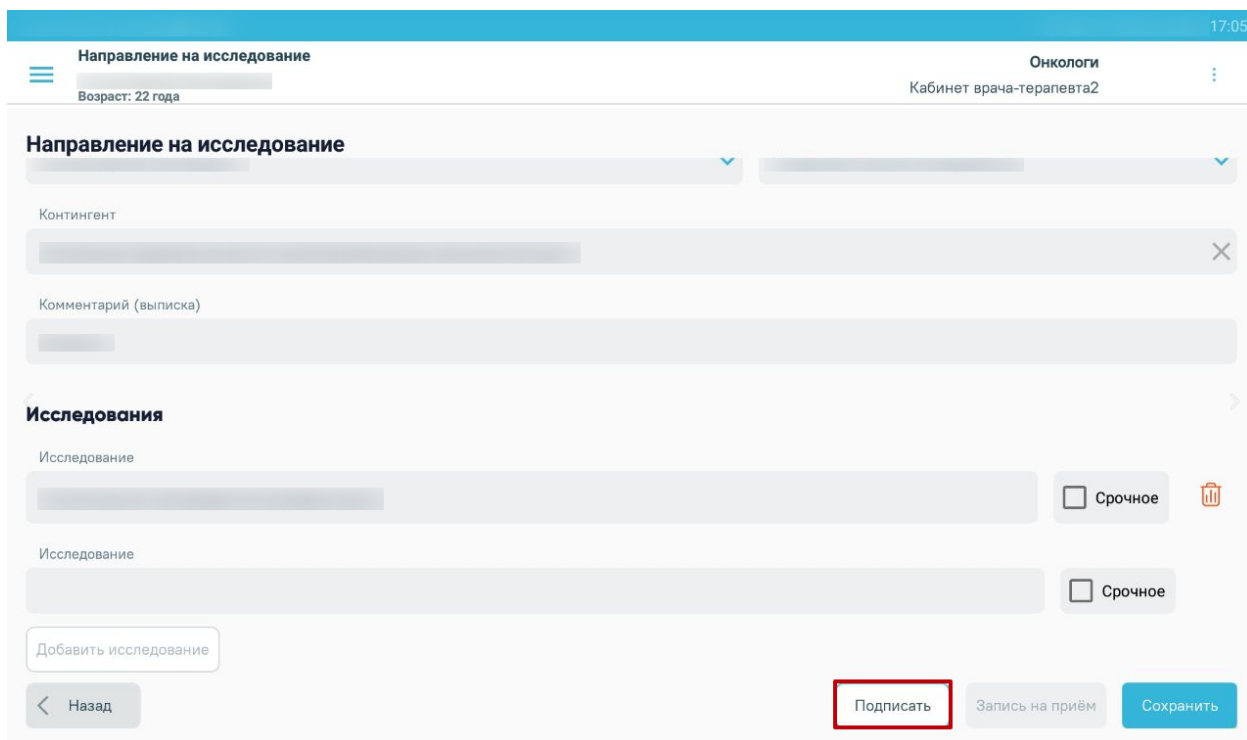 17:05
Направление на исследование
Возраст: 22 года
Онкологи
Кабинет врача-терапевта2
Направление на исследование
Контингент
Комментарий (выписка)
Исследования
Исследование
Срочное
Исследование
Срочное
Добавить исследование
Назад
Подписать
Запись на приём
Сохранить